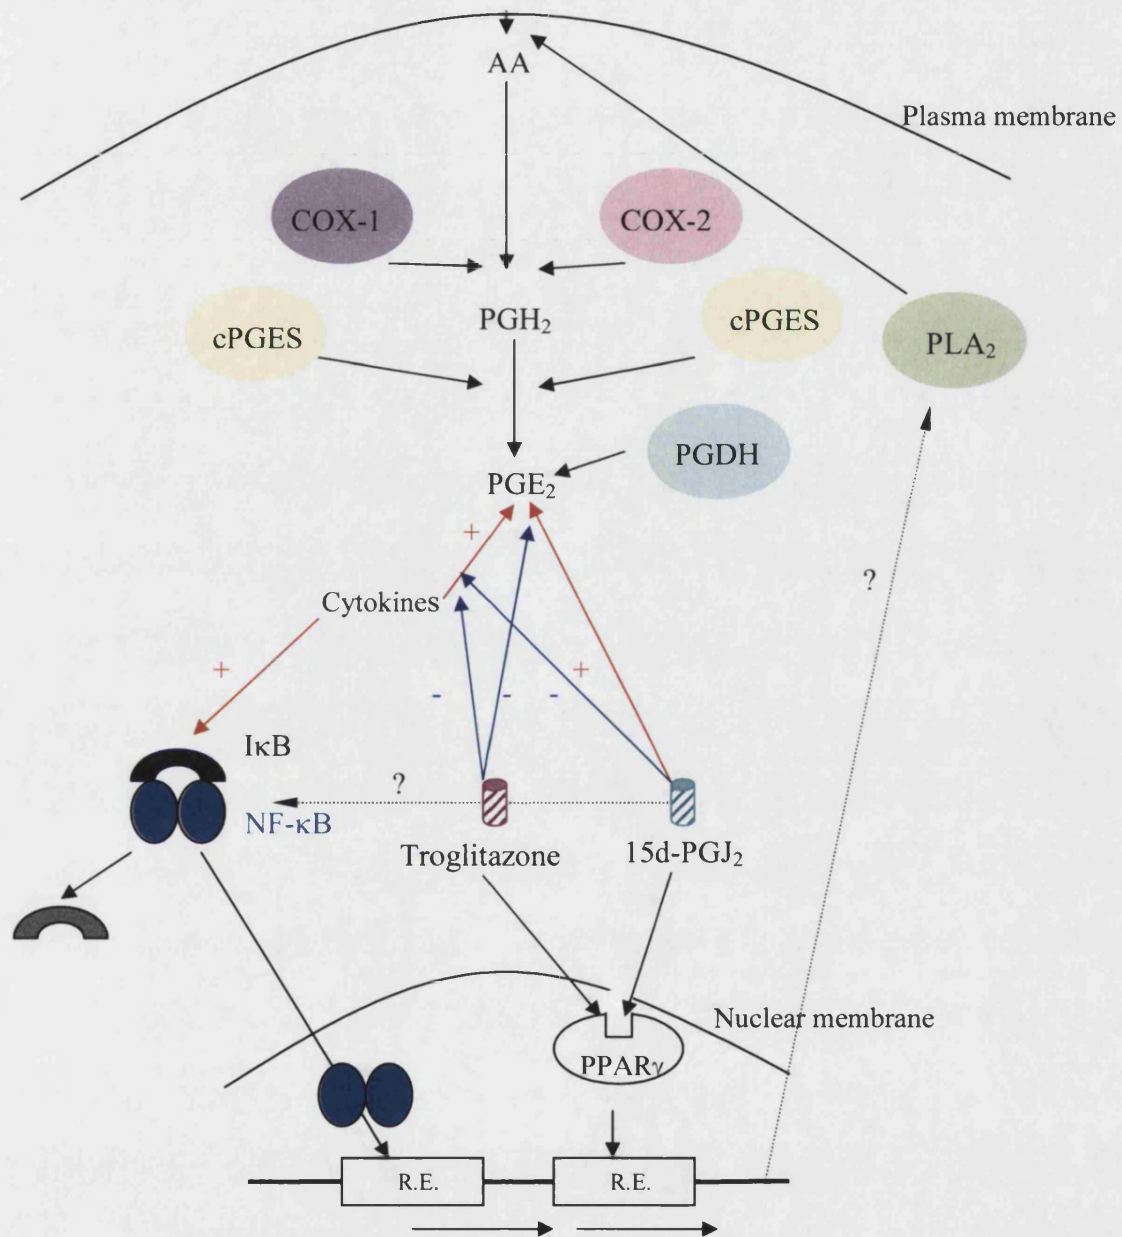 AA
Plasma membrane
COX-1
COX-2
PGH₂
cPGES
cPGES
PLA₂
PGDH
PGE₂
+
?
Cytokines
+
+
-
-
-
IκB
?
NF-κB
Troglitazone
15d-PGJ₂
Nuclear membrane
PPARγ
R.E.
R.E.